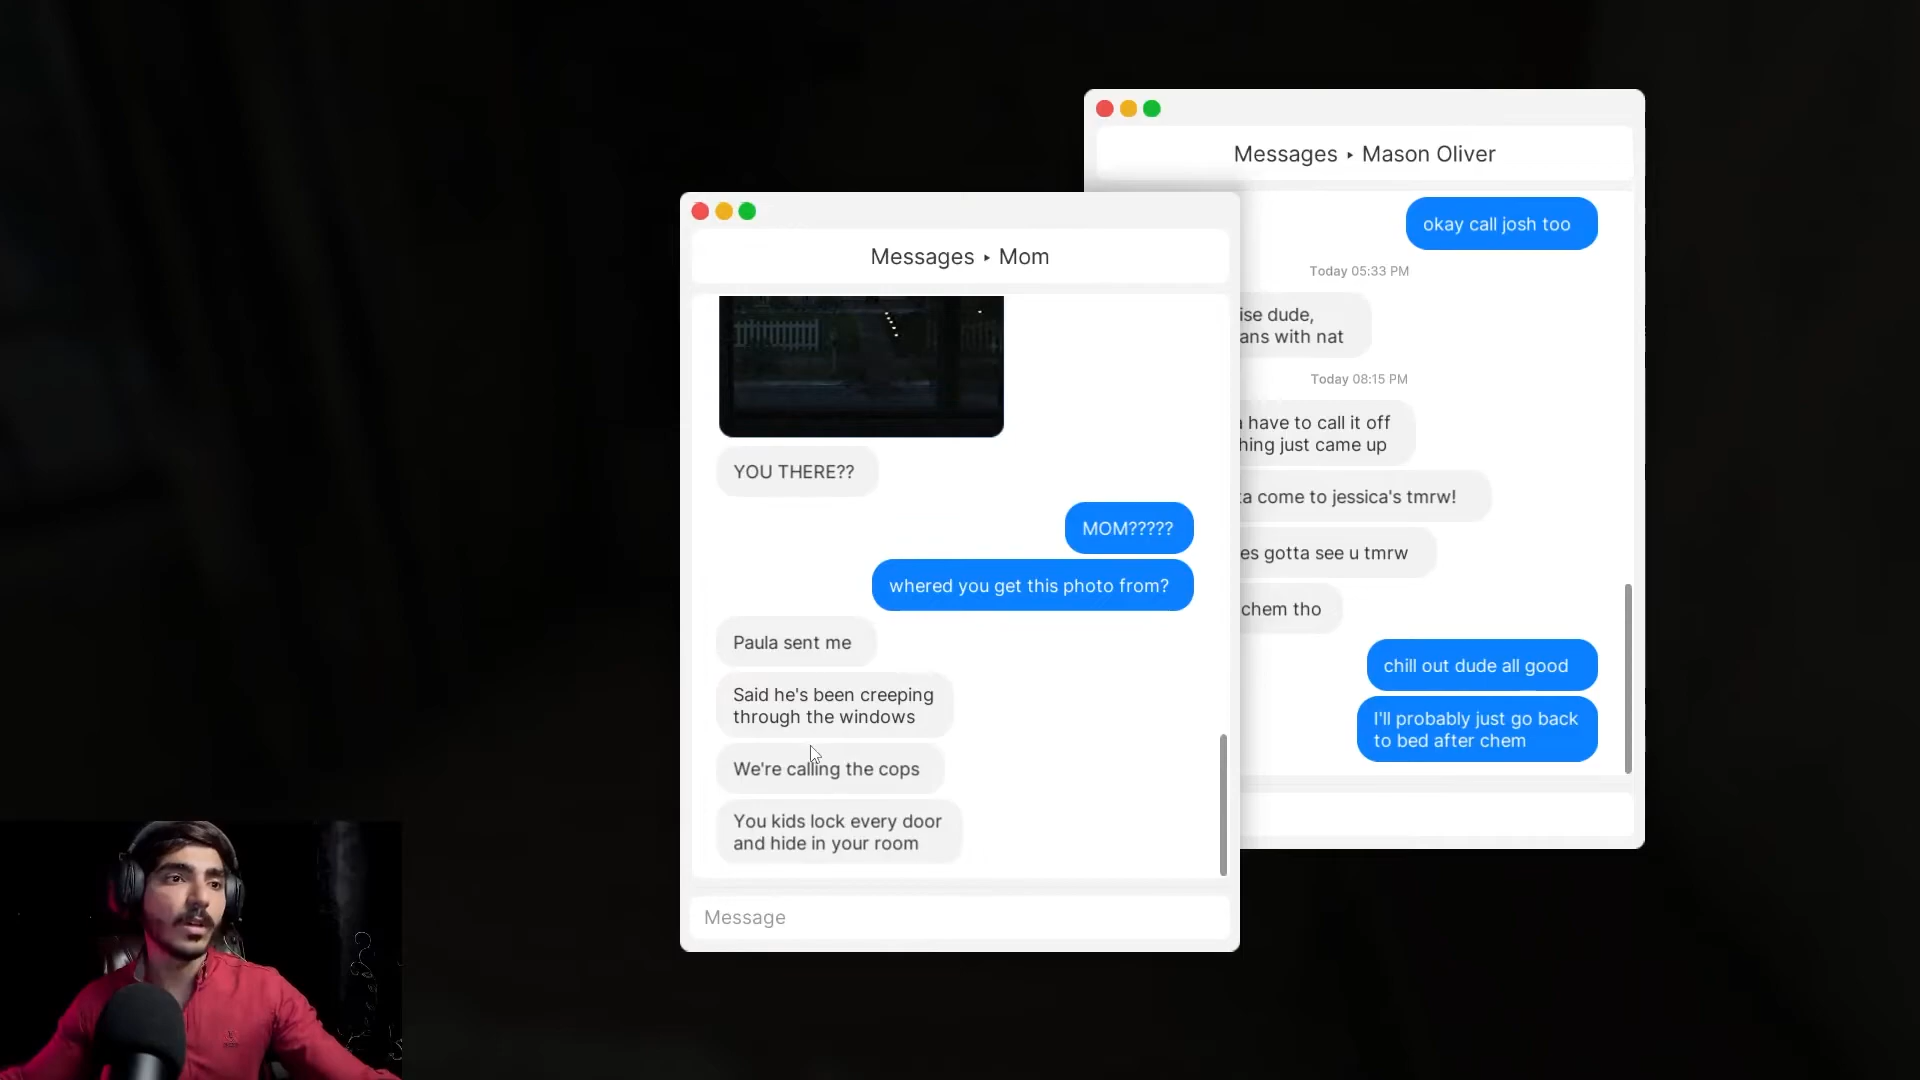 Messages ▸ Mason Oliver
okay call josh too
Today 05:33 PM
ise dude,
ans with nat
Today 08:15 PM
have to call it off
hing just came up
ta come to jessica's tmrw!
es gotta see u tmrw
chem tho
chill out dude all good
I'll probably just go back
to bed after chem
Messages ▸ Mom
YOU THERE??
MOM?????
whered you get this photo from?
Paula sent me
Said he's been creeping
through the windows
We're calling the cops
You kids lock every door
and hide in your room
Message